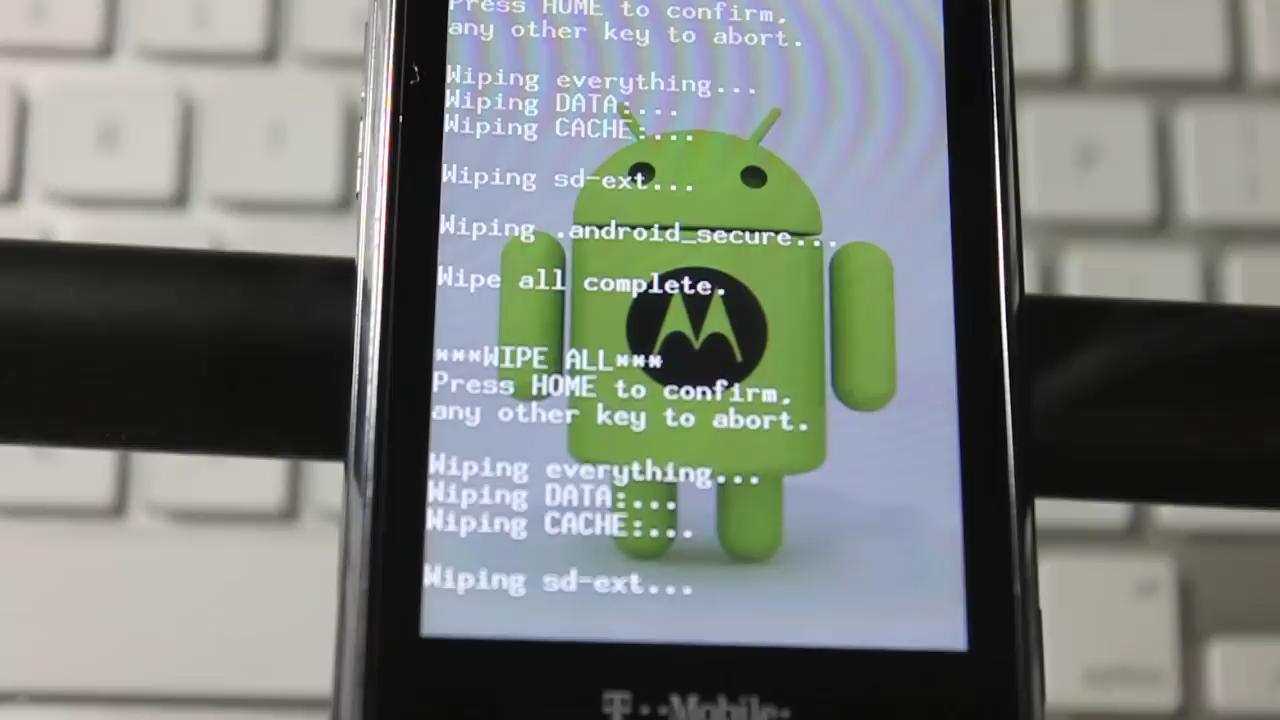 Press HOME to confirm,
any other key to abort.
Wiping everything...
Wiping DATA:...
Wiping CACHE:...
Wiping sd-ext...
Wiping .android_secure...
Wipe all complete.
***WIPE ALL***
Press HOME to confirm,
any other key to abort.
Wiping everything...
Wiping DATA:...
Wiping CACHE:...
Wiping sd-ext...
T··Mobile·